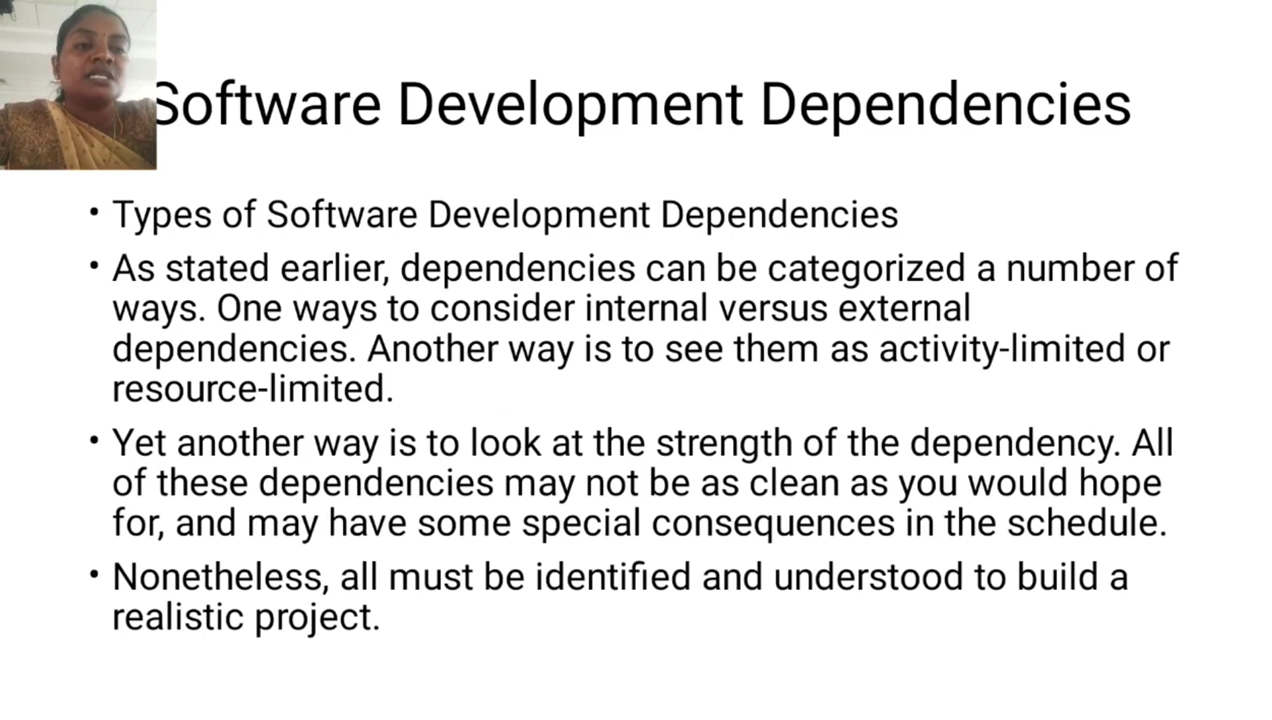 Software Development Dependencies
• Types of Software Development Dependencies
• As stated earlier, dependencies can be categorized a number of
ways. One ways to consider internal versus external
dependencies. Another way is to see them as activity-limited or
resource-limited.
• Yet another way is to look at the strength of the dependency. All
of these dependencies may not be as clean as you would hope
for, and may have some special consequences in the schedule.
• Nonetheless, all must be identified and understood to build a
realistic project.